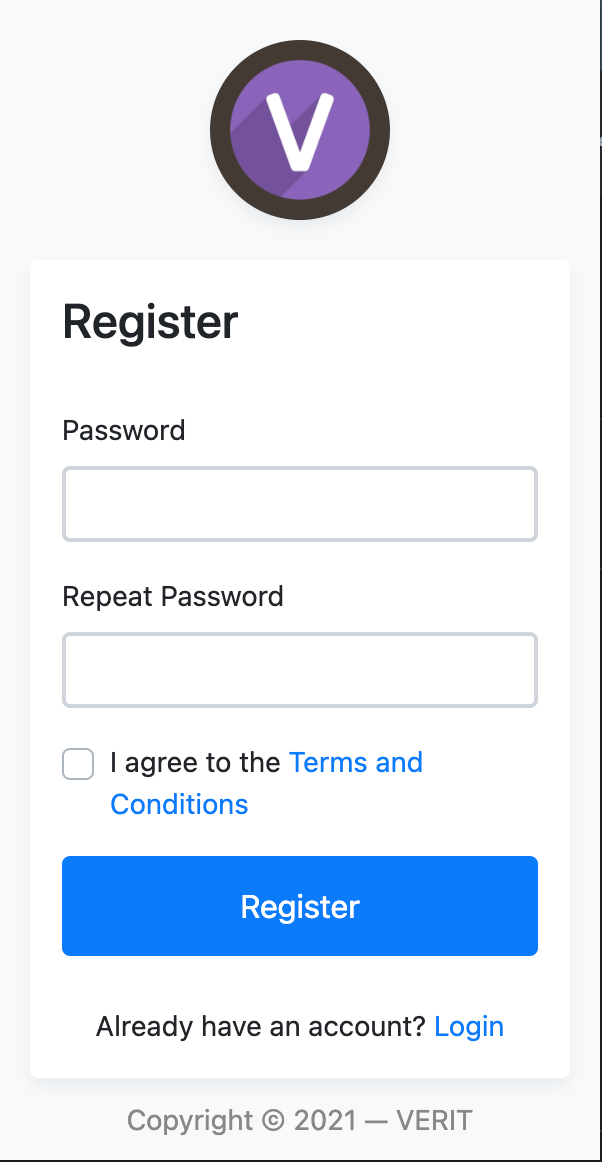 V
Register
Password
Repeat Password
I agree to the Terms and
Conditions
Register
Already have an account? Login
Copyright © 2021 — VERIT